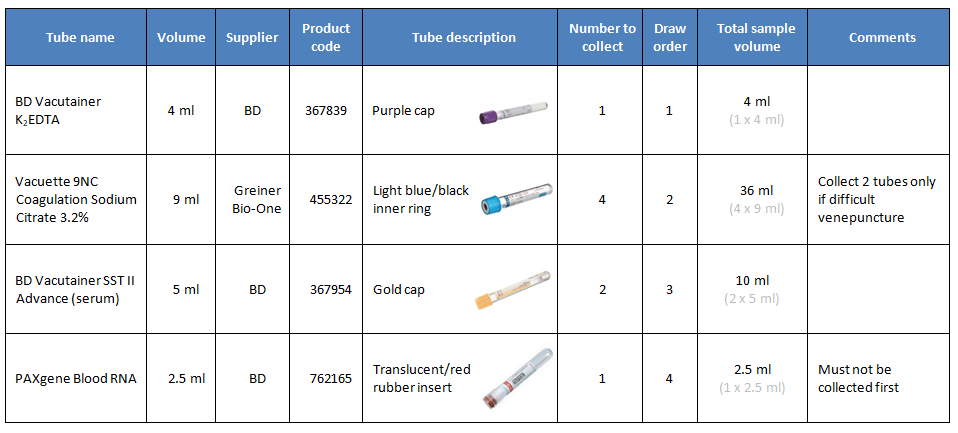 Tube name
Volume
Supplier
Product
code
Tube description
Number to
collect
Draw
order
Total sample
volume
Comments
BD Vacutainer
K₂EDTA
4 ml
BD
367839
Purple cap
1
1
4 ml
(1 x 4 ml)
Vacuette 9NC
Coagulation Sodium
Citrate 3.2%
9 ml
Greiner
Bio-One
455322
Light blue/black
inner ring
4
2
36 ml
(4 x 9 ml)
Collect 2 tubes only
if difficult
venepuncture
BD Vacutainer SST II
Advance (serum)
5 ml
BD
367954
Gold cap
2
3
10 ml
(2 x 5 ml)
PAXgene Blood RNA
2.5 ml
BD
762165
Translucent/red
rubber insert
1
4
2.5 ml
(1 x 2.5 ml)
Must not be
collected first